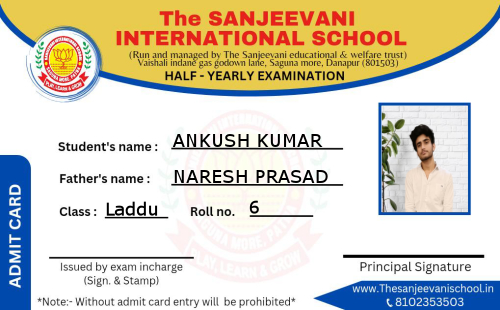 The SANJEEVANI
INTERNATIONAL SCHOOL
(Run and managed by The Sanjeevani educational & welfare trust)
Vaishali indane gas godown lane, Saguna more, Danapur (801503)
HALF - YEARLY EXAMINATION
PLAY, LEARN & GROW
ADMIT CARD
Student's name : ANKUSH KUMAR
Father's name : NARESH PRASAD
Class : Laddu Roll no. 6
Issued by exam incharge
(Sign. & Stamp)
Principal Signature
*Note:- Without admit card entry will be prohibited*
www.Thesanjeevanischool.in
8102353503